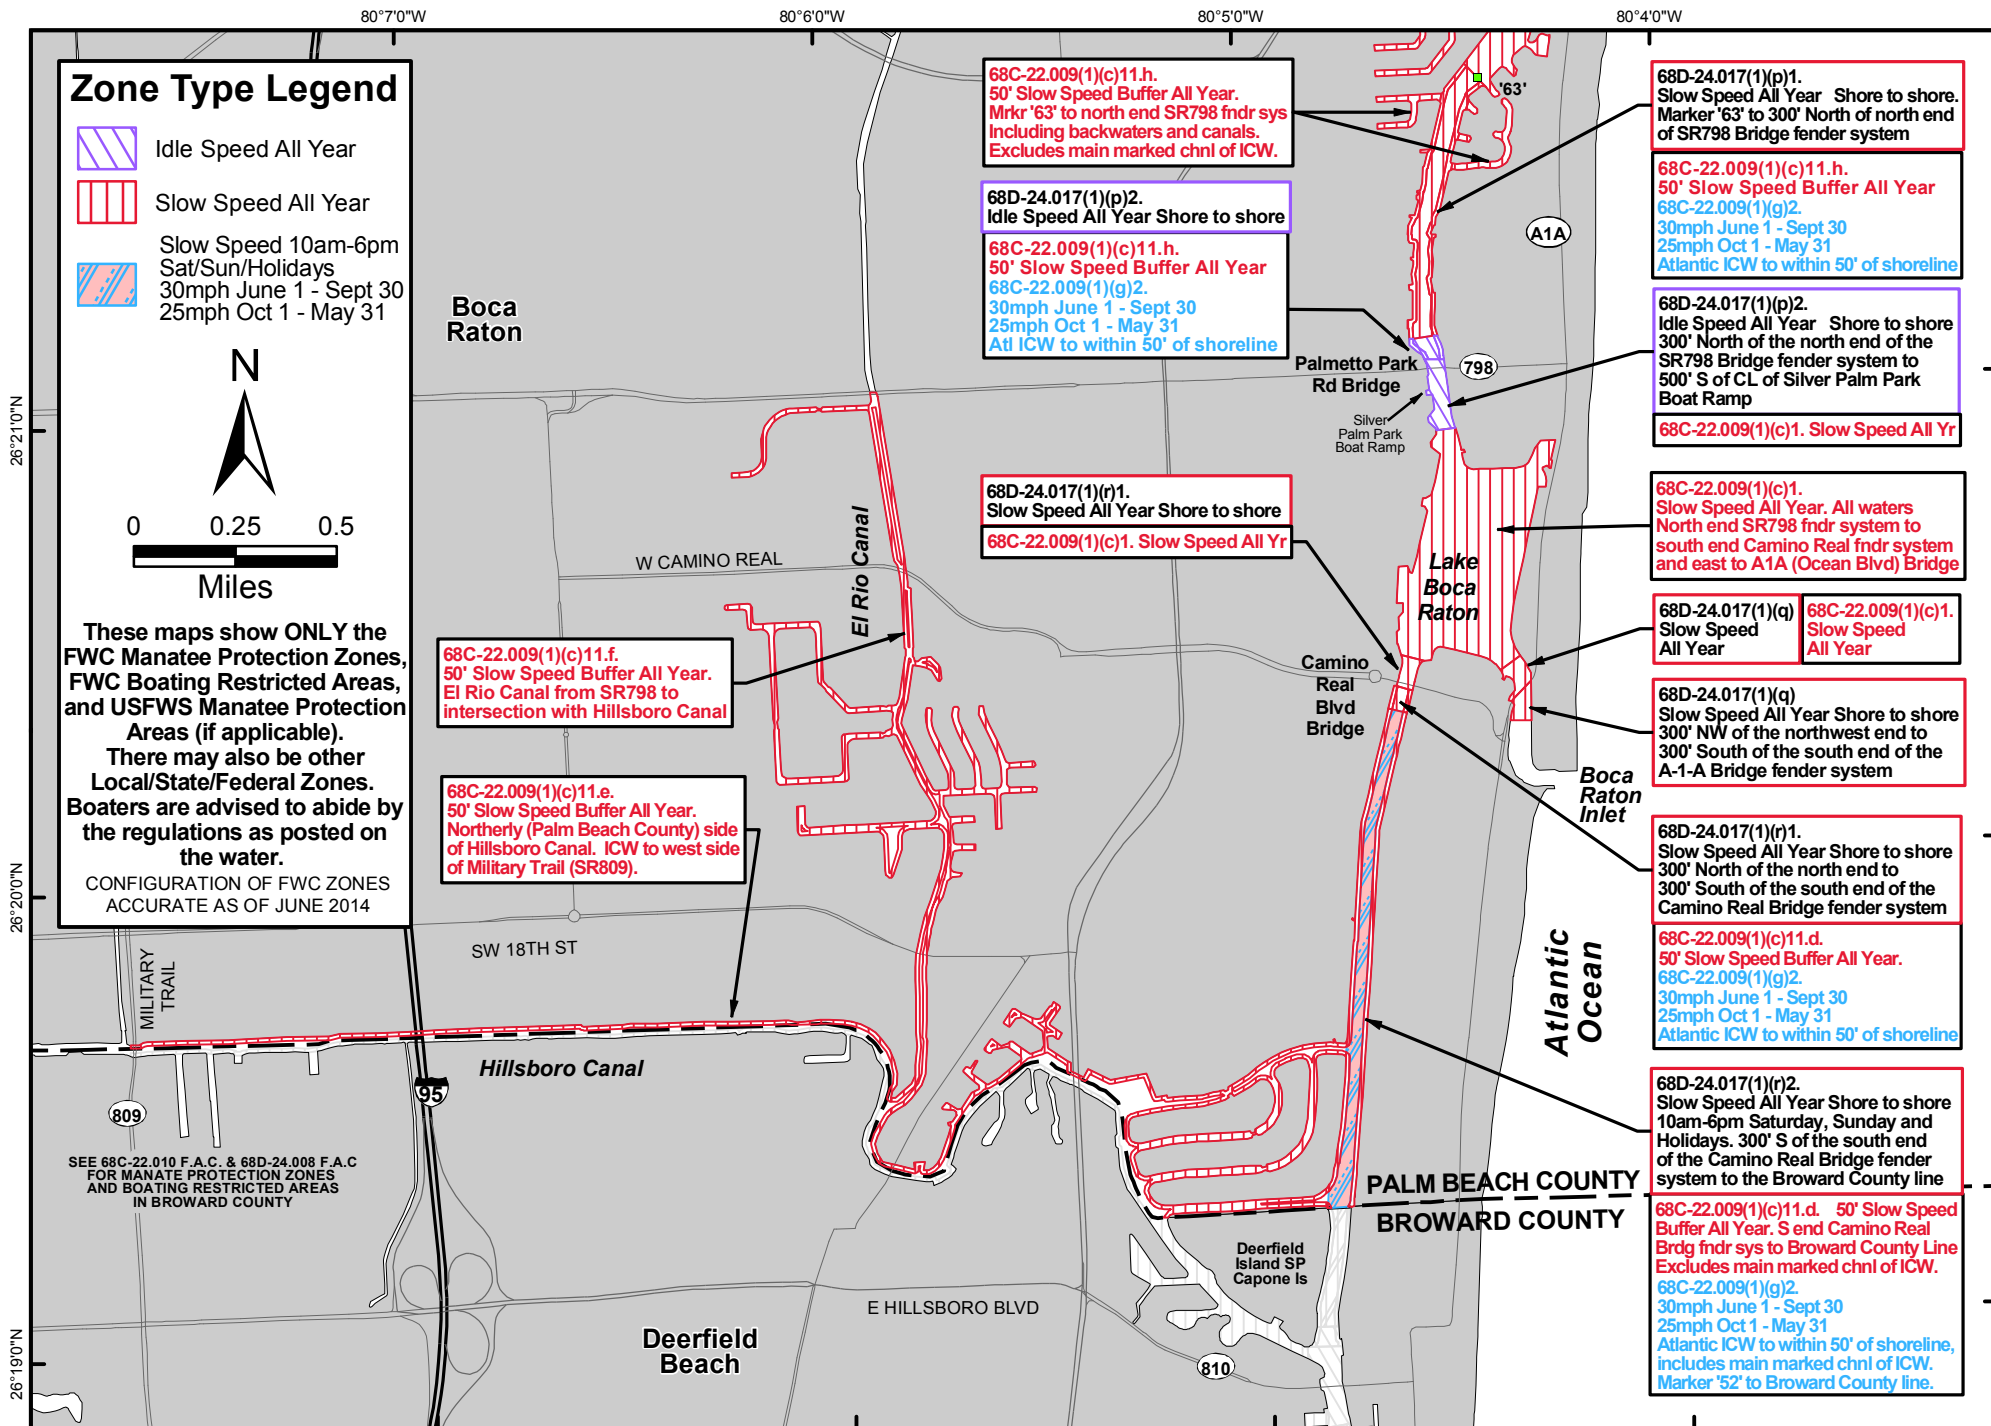 80°7'0"W
80°6'0"W
80°5'0"W
80°4'0"W
26°21'0"N
26°20'0"N
26°19'0"N
Zone Type Legend
Idle Speed All Year
Slow Speed All Year
Slow Speed 10am-6pm
Sat/Sun/Holidays
30mph June 1 - Sept 30
25mph Oct 1 - May 31
N
0 0.25 0.5
Miles
These maps show ONLY the
FWC Manatee Protection Zones,
FWC Boating Restricted Areas,
and USFWS Manatee Protection
Areas (if applicable).
There may also be other
Local/State/Federal Zones.
Boaters are advised to abide by
the regulations as posted on
the water.
CONFIGURATION OF FWC ZONES
ACCURATE AS OF JUNE 2014
68C-22.009(1)(c)11.h.
50' Slow Speed Buffer All Year.
Mrkr '63' to north end SR798 fndr sys
Including backwaters and canals.
Excludes main marked chnl of ICW.
68D-24.017(1)(p)2.
Idle Speed All Year Shore to shore
68C-22.009(1)(c)11.h.
50' Slow Speed Buffer All Year
68C-22.009(1)(g)2.
30mph June 1 - Sept 30
25mph Oct 1 - May 31
Atl ICW to within 50' of shoreline
68D-24.017(1)(r)1.
Slow Speed All Year Shore to shore
68C-22.009(1)(c)1. Slow Speed All Yr
68C-22.009(1)(c)11.f.
50' Slow Speed Buffer All Year.
El Rio Canal from SR798 to
intersection with Hillsboro Canal
68C-22.009(1)(c)11.e.
50' Slow Speed Buffer All Year.
Northerly (Palm Beach County) side
of Hillsboro Canal. ICW to west side
of Military Trail (SR809).
68D-24.017(1)(p)1.
Slow Speed All Year Shore to shore.
Marker '63' to 300' North of north end
of SR798 Bridge fender system
68C-22.009(1)(c)11.h.
50' Slow Speed Buffer All Year
68C-22.009(1)(g)2.
30mph June 1 - Sept 30
25mph Oct 1 - May 31
Atlantic ICW to within 50' of shoreline
68D-24.017(1)(p)2.
Idle Speed All Year Shore to shore
300' North of the north end of the
SR798 Bridge fender system to
500' S of CL of Silver Palm Park
Boat Ramp
68C-22.009(1)(c)1. Slow Speed All Yr
68C-22.009(1)(c)1.
Slow Speed All Year. All waters
North end SR798 fndr system to
south end Camino Real fndr system
and east to A1A (Ocean Blvd) Bridge
68D-24.017(1)(q)
Slow Speed
All Year
68C-22.009(1)(c)1.
Slow Speed
All Year
68D-24.017(1)(q)
Slow Speed All Year Shore to shore
300' NW of the northwest end to
300' South of the south end of the
A-1-A Bridge fender system
68D-24.017(1)(r)1.
Slow Speed All Year Shore to shore
300' North of the north end to
300' South of the south end of the
Camino Real Bridge fender system
68C-22.009(1)(c)11.d.
50' Slow Speed Buffer All Year.
68C-22.009(1)(g)2.
30mph June 1 - Sept 30
25mph Oct 1 - May 31
Atlantic ICW to within 50' of shoreline
68D-24.017(1)(r)2.
Slow Speed All Year Shore to shore
10am-6pm Saturday, Sunday and
Holidays. 300' S of the south end
of the Camino Real Bridge fender
system to the Broward County line
68C-22.009(1)(c)11.d. 50' Slow Speed
Buffer All Year. S end Camino Real
Brdg fndr sys to Broward County Line
Excludes main marked chnl of ICW.
68C-22.009(1)(g)2.
30mph June 1 - Sept 30
25mph Oct 1 - May 31
Atlantic ICW to within 50' of shoreline,
includes main marked chnl of ICW.
Marker '52' to Broward County line.
'63'
A1A
Boca
Raton
Palmetto Park
Rd Bridge
798
Silver
Palm Park
Boat Ramp
El Rio Canal
W CAMINO REAL
Lake
Boca
Raton
Camino
Real
Blvd
Bridge
Boca
Raton
Inlet
Atlantic
Ocean
MILITARY
TRAIL
SW 18TH ST
Hillsboro Canal
95
809
SEE 68C-22.010 F.A.C. & 68D-24.008 F.A.C
FOR MANATE PROTECTION ZONES
AND BOATING RESTRICTED AREAS
IN BROWARD COUNTY
PALM BEACH COUNTY
BROWARD COUNTY
Deerfield
Island SP
Capone Is
E HILLSBORO BLVD
Deerfield
Beach
810